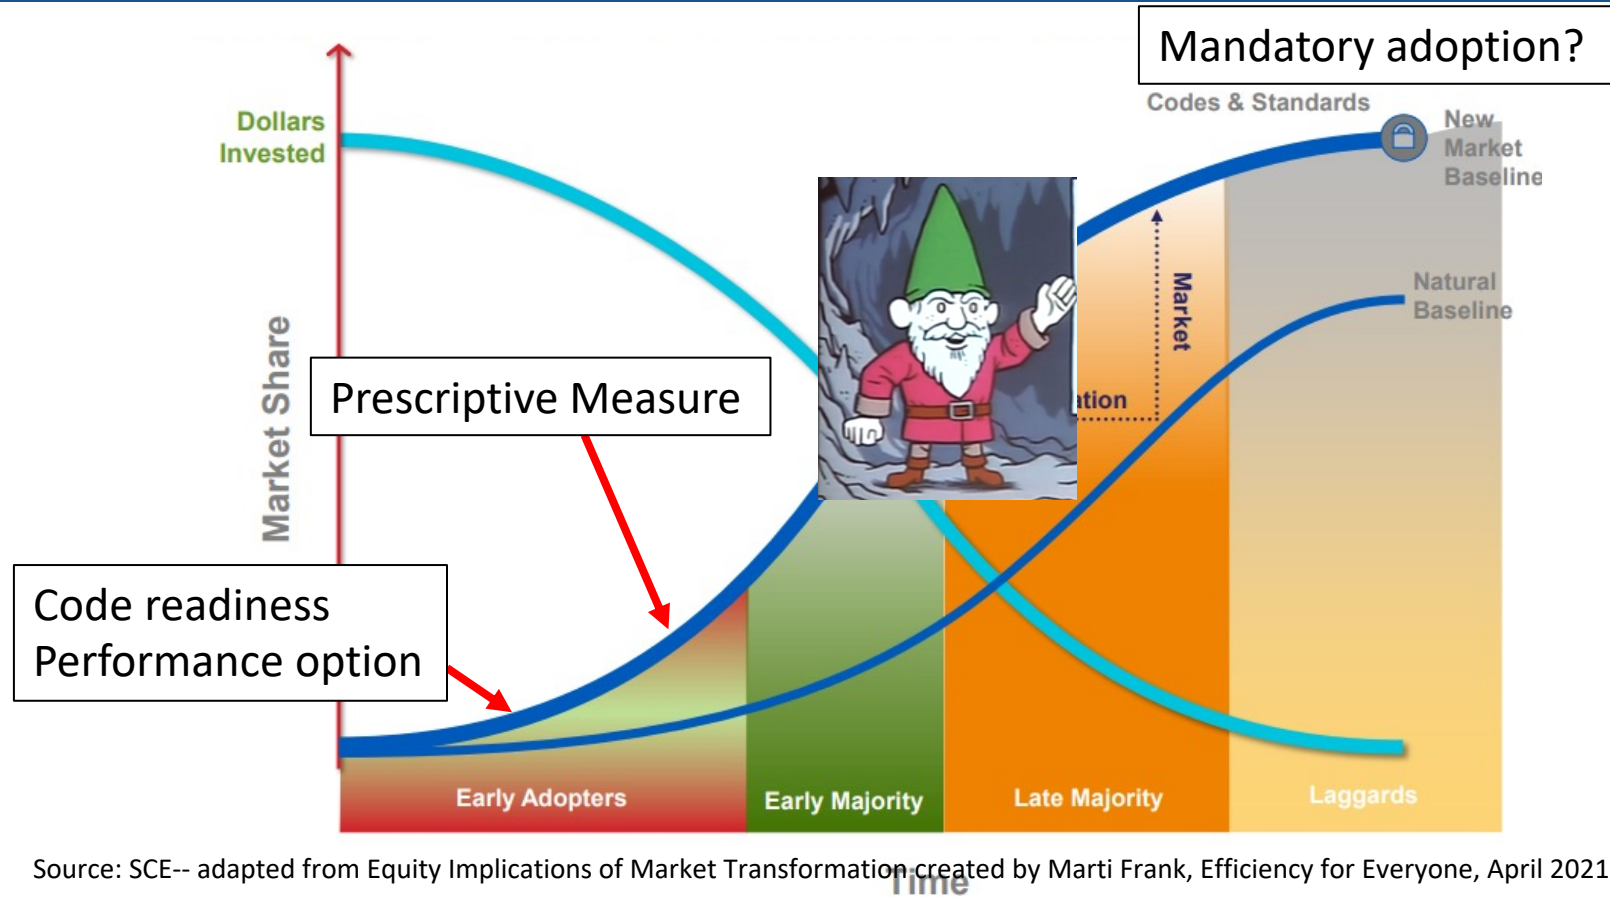 Mandatory adoption?
Codes & Standards
New
Market
Baseline
Dollars
Invested
Natural
Baseline
Market
Market Share
Prescriptive Measure
ation
Code readiness
Performance option
Early Adopters
Early Majority
Late Majority
Laggards
Source: SCE-- adapted from Equity Implications of Market Transformation created by Marti Frank, Efficiency for Everyone, April 2021
Time